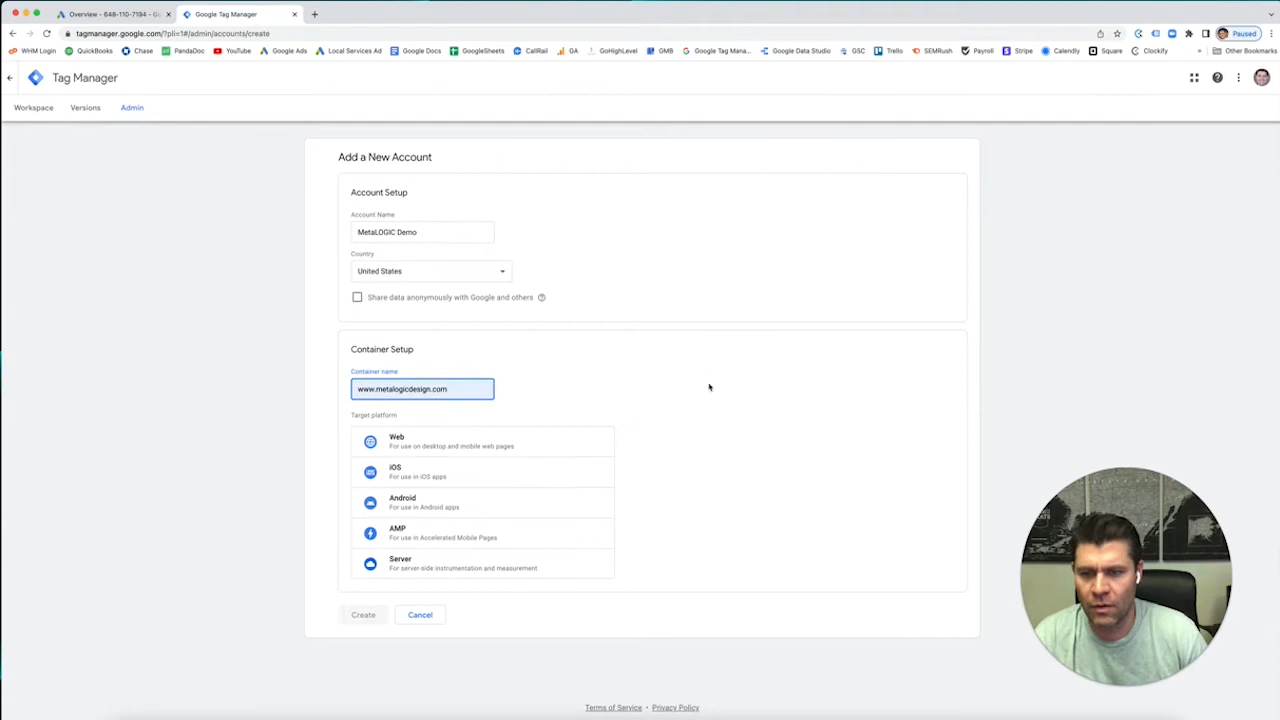 Overview - 648-110-7194 - Go
Google Tag Manager
tagmanager.google.com/?pli=1#/admin/accounts/create
Paused
WHM Login
QuickBooks
Chase
PandaDoc
YouTube
Google Ads
Local Services Ad
Google Docs
GoogleSheets
CallRail
GA
GoHighLevel
GMB
Google Tag Mana...
Google Data Studio
GSC
Trello
SEMRush
Payroll
Stripe
Calendly
Square
Clockify
Other Bookmarks
Tag Manager
Workspace
Versions
Admin
Add a New Account
Account Setup
Account Name
MetaLOGIC Demo
Country
United States
Share data anonymously with Google and others
Container Setup
Container name
www.metalogicdesign.com
Target platform
Web
For use on desktop and mobile web pages
iOS
For use in iOS apps
Android
For use in Android apps
AMP
For use in Accelerated Mobile Pages
Server
For server-side instrumentation and measurement
Create
Cancel
Terms of Service • Privacy Policy